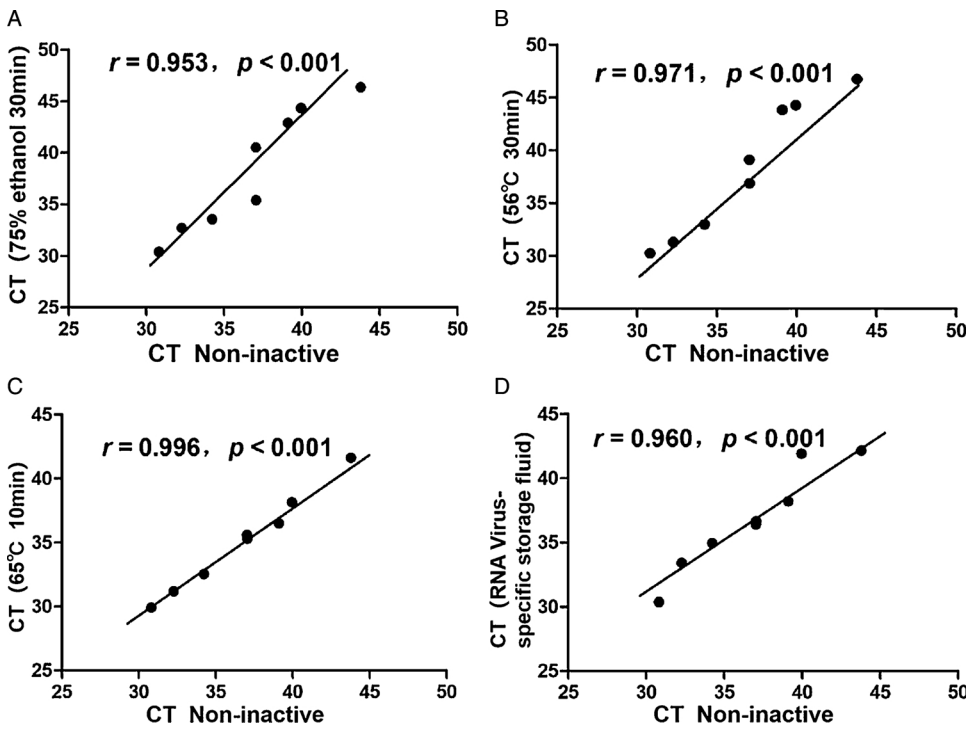 A
r = 0.953, p < 0.001
CT (75% ethanol 30min)
50
45
40
35
30
25
25 30 35 40 45 50
CT Non-inactive
B
r = 0.971, p < 0.001
CT (56℃ 30min)
50
45
40
35
30
25
25 30 35 40 45 50
CT Non-inactive
C
r = 0.996, p < 0.001
CT (65℃ 10min)
45
40
35
30
25
25 30 35 40 45 50
CT Non-inactive
D
r = 0.960, p < 0.001
CT (RNA Virus-
specific storage fluid)
45
40
35
30
25
25 30 35 40 45 50
CT Non-inactive